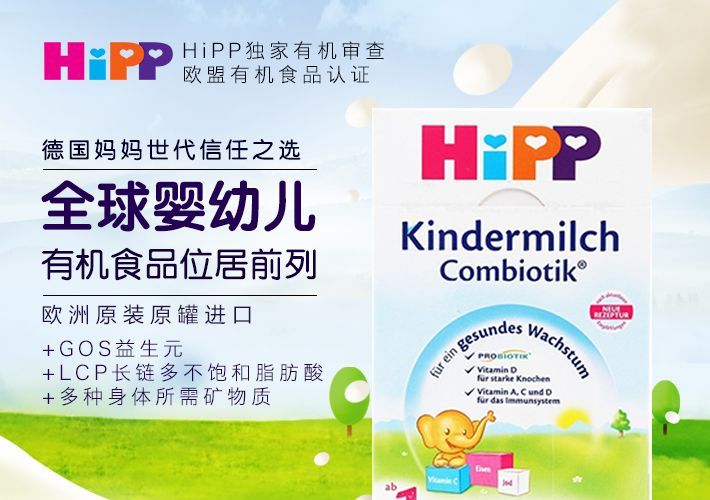 HiPP
HiPP独家有机审查
欧盟有机食品认证
德国妈妈世代信任之选
全球婴幼儿
有机食品位居前列
欧洲原装原罐进口
+GOS益生元
+LCP长链多不饱和脂肪酸
+多种身体所需矿物质
HiPP
Kindermilch
Combiotik®
nach aktuellsten
NEUE
REZEPTUR
Empfehlungen
für ein gesundes Wachstum
PROBIOTIK
Vitamin D
für starke Knochen
Vitamin A, C und D
für das Immunsystem
Vitamin C
Eisen
Jod
ab